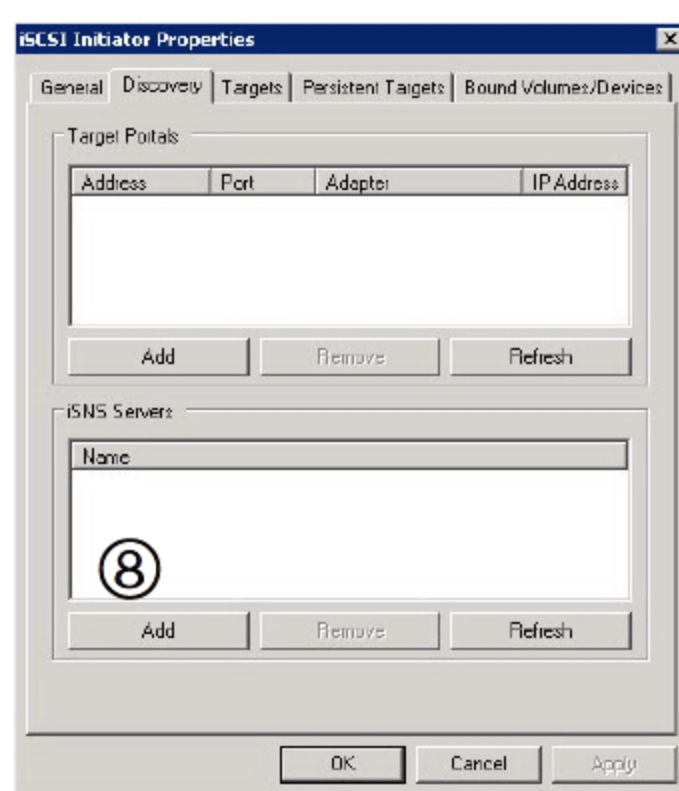 iSCSI Initiator Properties
General Discovery Targets Persistent Targets Bound Volumes/Devices
Target Portals
Address Port Adapter IP Address
Add Remove Refresh
iSNS Servers
Name
⑧
Add Remove Refresh
OK Cancel Apply